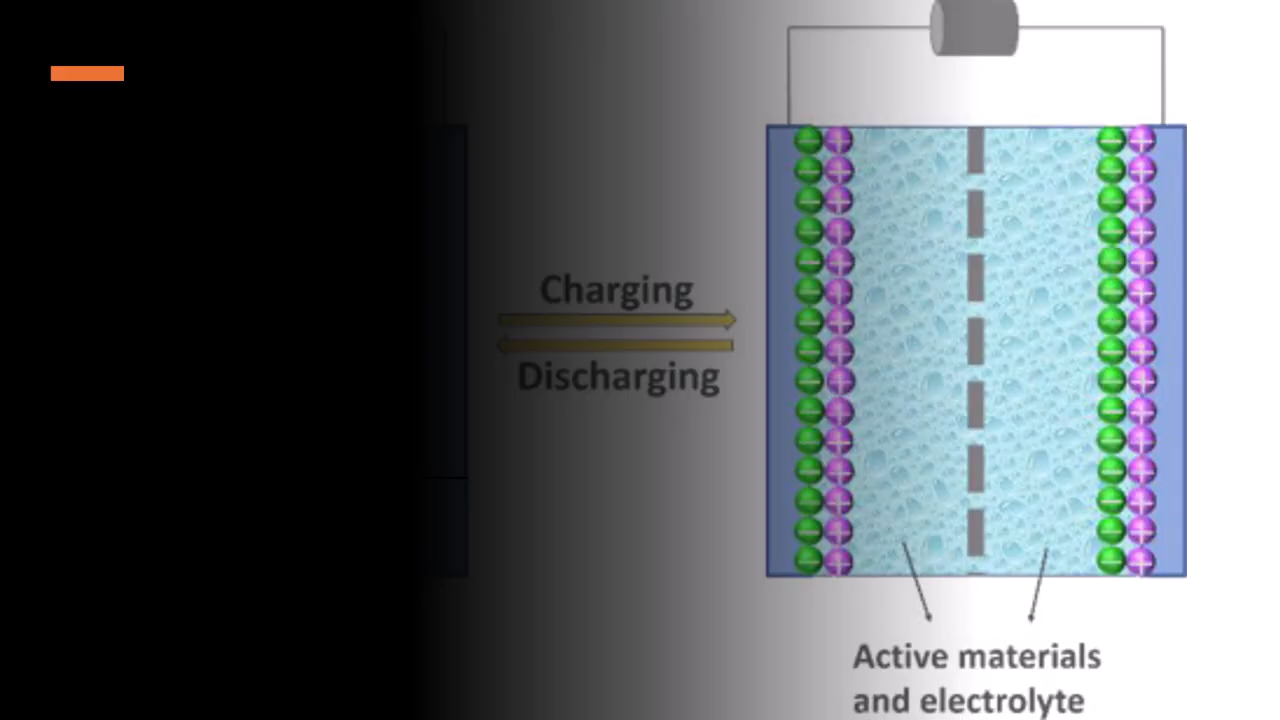 Charging
Discharging
Active materials
and electrolyte